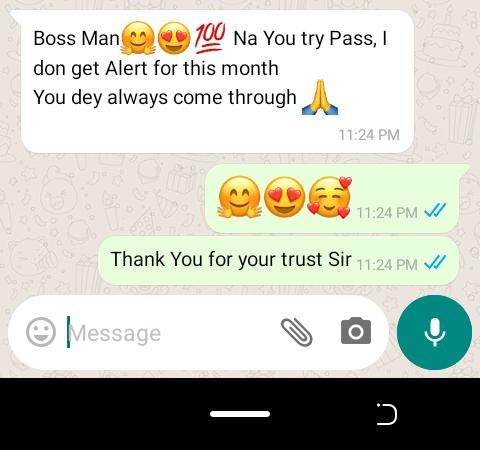 Boss Man🤗😍💯 Na You try Pass, I
don get Alert for this month
You dey always come through🙏
11:24 PM
🤗😍🥰 11:24 PM
Thank You for your trust Sir 11:24 PM
Message